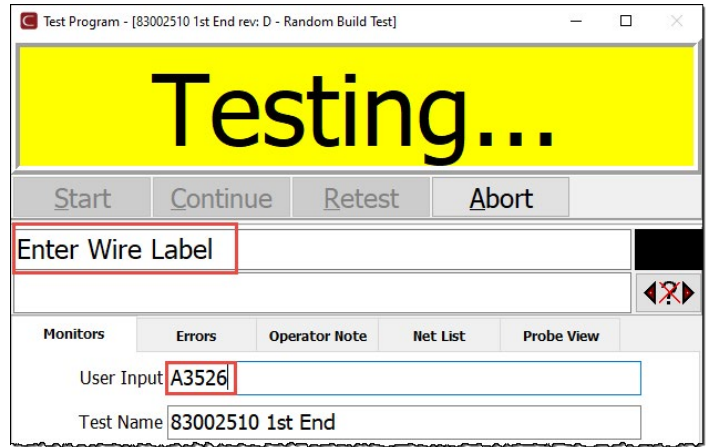 Test Program - [83002510 1st End rev: D - Random Build Test]
Testing...
Start Continue Retest Abort
Enter Wire Label
Monitors Errors Operator Note Net List Probe View
User Input A3526
Test Name 83002510 1st End